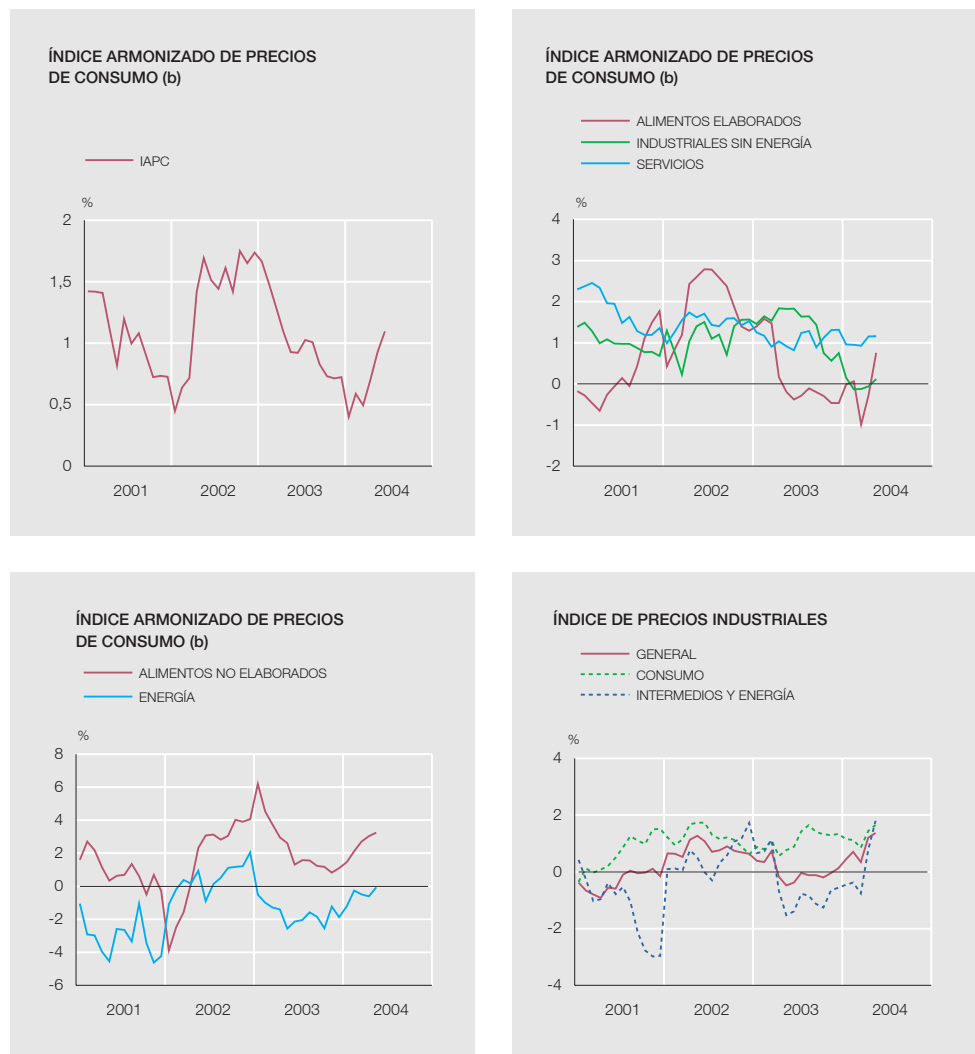 ÍNDICE ARMONIZADO DE PRECIOS
DE CONSUMO (b)
IAPC
%
2
1,5
1
0,5
0
2001 2002 2003 2004
ÍNDICE ARMONIZADO DE PRECIOS
DE CONSUMO (b)
ALIMENTOS ELABORADOS
INDUSTRIALES SIN ENERGÍA
SERVICIOS
%
4
3
2
1
0
-1
-2
2001 2002 2003 2004
ÍNDICE ARMONIZADO DE PRECIOS
DE CONSUMO (b)
ALIMENTOS NO ELABORADOS
ENERGÍA
%
8
6
4
2
0
-2
-4
-6
2001 2002 2003 2004
ÍNDICE DE PRECIOS INDUSTRIALES
GENERAL
CONSUMO
INTERMEDIOS Y ENERGÍA
%
4
2
0
-2
-4
2001 2002 2003 2004